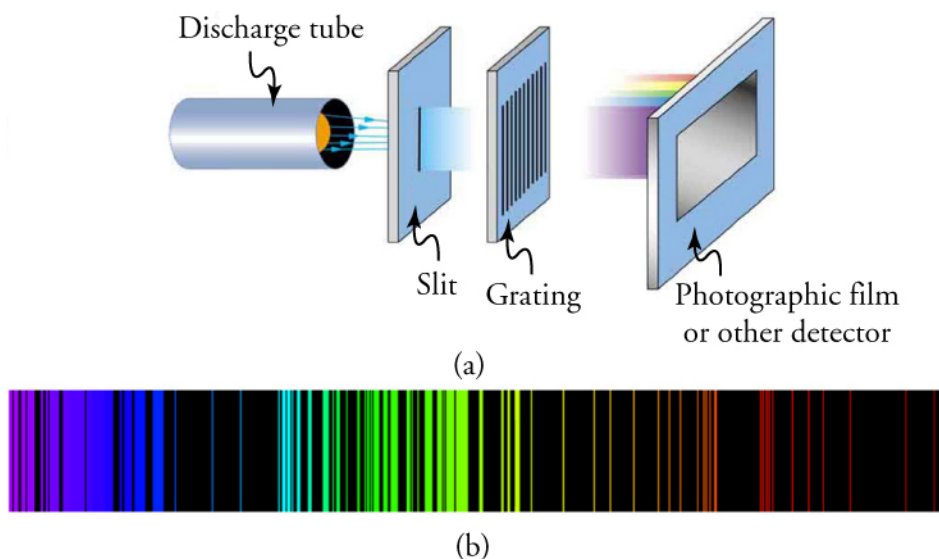 Discharge tube
Slit
Grating
Photographic film
or other detector
(a)
(b)